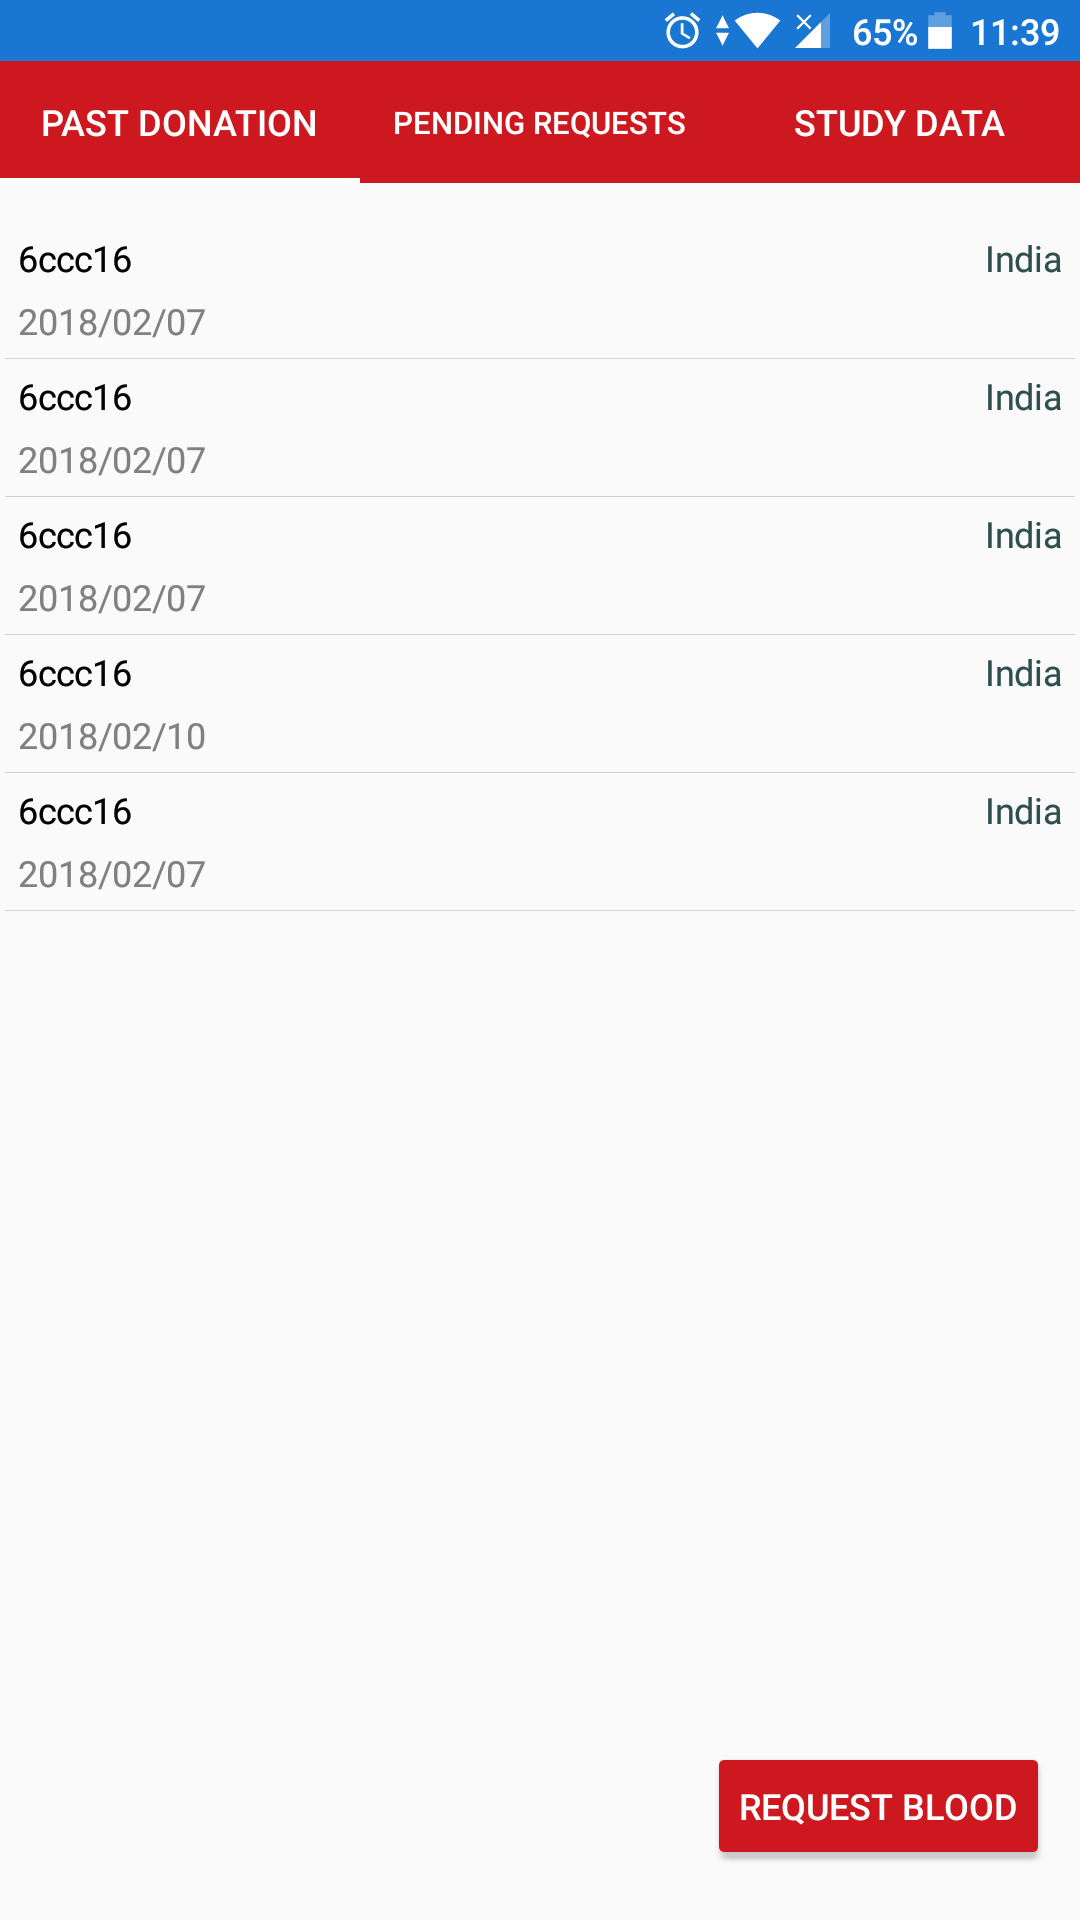 65% 11:39
PAST DONATION PENDING REQUESTS STUDY DATA
6ccc16 India
2018/02/07
6ccc16 India
2018/02/07
6ccc16 India
2018/02/07
6ccc16 India
2018/02/10
6ccc16 India
2018/02/07
REQUEST BLOOD